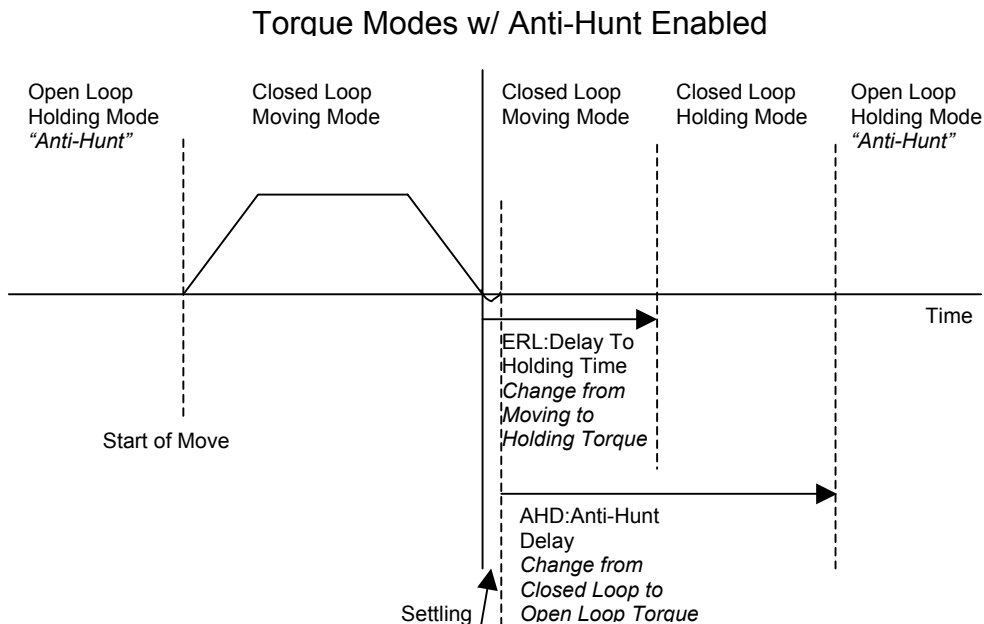 Torque Modes w/ Anti-Hunt Enabled
Open Loop
Holding Mode
“Anti-Hunt”
Closed Loop
Moving Mode
Closed Loop
Moving Mode
Closed Loop
Holding Mode
Open Loop
Holding Mode
“Anti-Hunt”
Time
Start of Move
ERL:Delay To
Holding Time
Change from
Moving to
Holding Torque
AHD:Anti-Hunt
Delay
Change from
Closed Loop to
Open Loop Torque
Settling